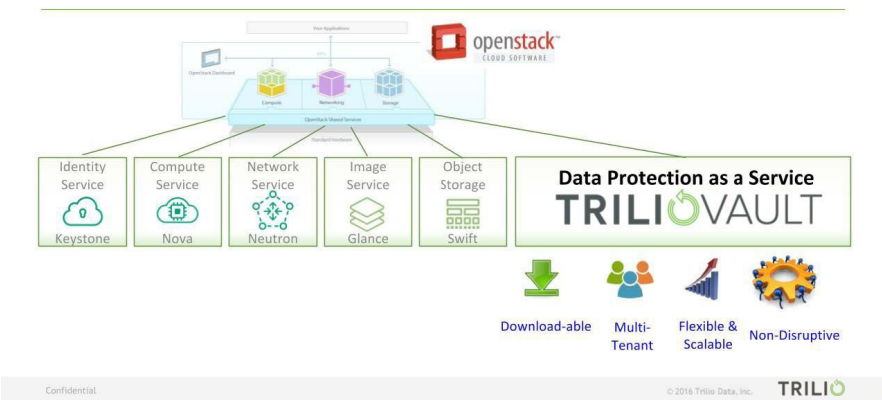 Your Applications
openstack™
CLOUD SOFTWARE
APIs
OpenStack Dashboard
Compute
Networking
Storage
OpenStack Shared Services
Standard Hardware
Identity Service
Keystone
Compute Service
Nova
Network Service
Neutron
Image Service
Glance
Object Storage
Swift
Data Protection as a Service
TRILIOVAULT
Download-able
Multi-
Tenant
Flexible &
Scalable
Non-Disruptive
Confidential
© 2016 Trilio Data, Inc.
TRILIO